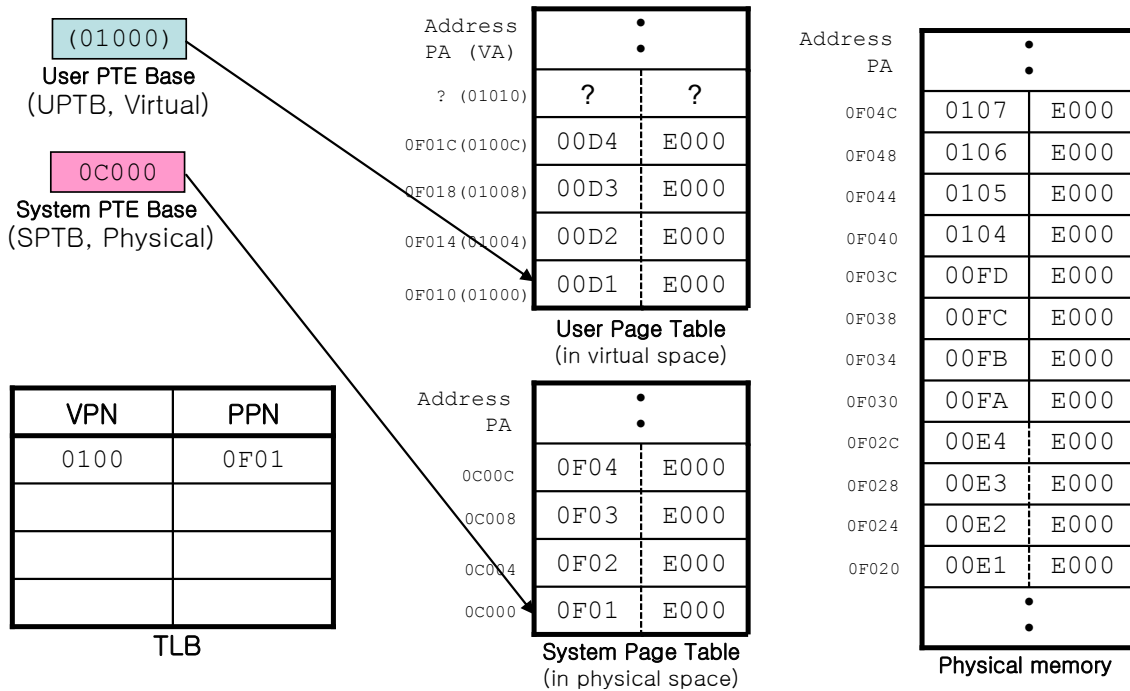 (01000)
User PTE Base
(UPTB, Virtual)
0C000
System PTE Base
(SPTB, Physical)
VPN PPN
0100 0F01
TLB
Address
PA (VA)
? (01010) ? ?
0F01C(0100C) 00D4 E000
0F018(01008) 00D3 E000
0F014(01004) 00D2 E000
0F010(01000) 00D1 E000
User Page Table
(in virtual space)
Address
PA
0C00C 0F04 E000
0C008 0F03 E000
0C004 0F02 E000
0C000 0F01 E000
System Page Table
(in physical space)
Address
PA
0F04C 0107 E000
0F048 0106 E000
0F044 0105 E000
0F040 0104 E000
0F03C 00FD E000
0F038 00FC E000
0F034 00FB E000
0F030 00FA E000
0F02C 00E4 E000
0F028 00E3 E000
0F024 00E2 E000
0F020 00E1 E000
Physical memory